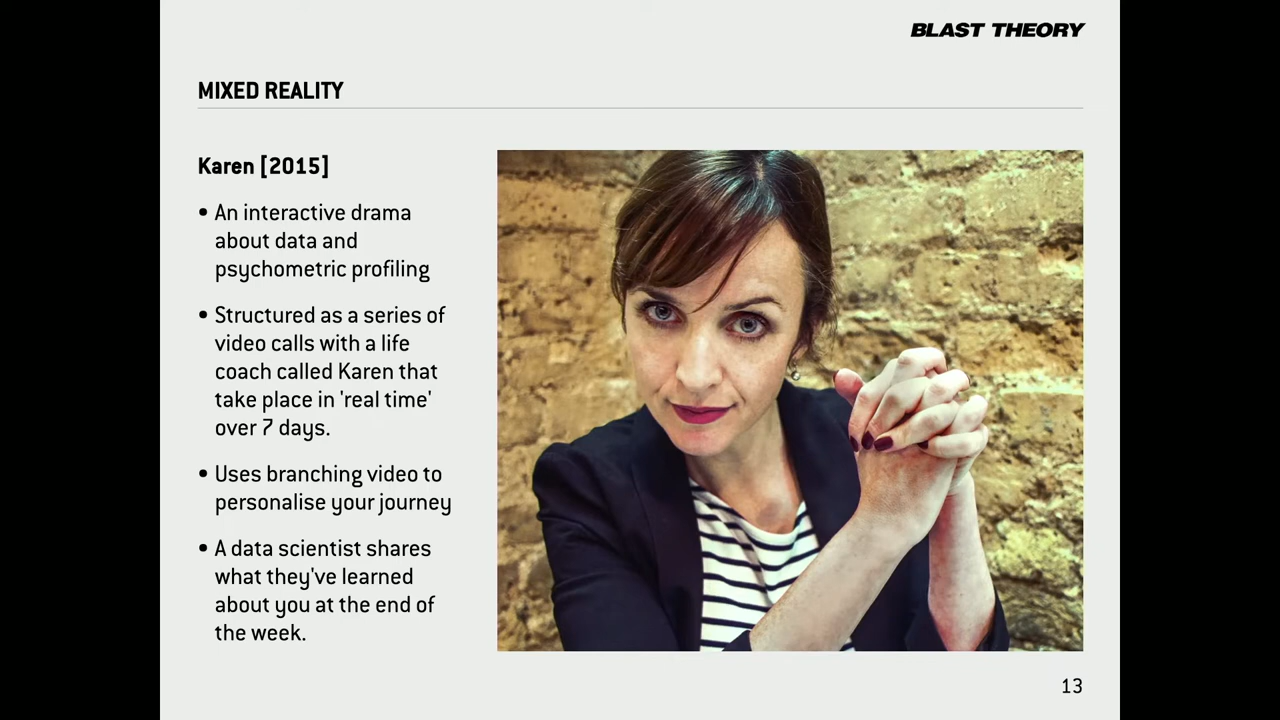 BLAST THEORY
MIXED REALITY
Karen [2015]
• An interactive drama
about data and
psychometric profiling
• Structured as a series of
video calls with a life
coach called Karen that
take place in 'real time'
over 7 days.
• Uses branching video to
personalise your journey
• A data scientist shares
what they've learned
about you at the end of
the week.
13